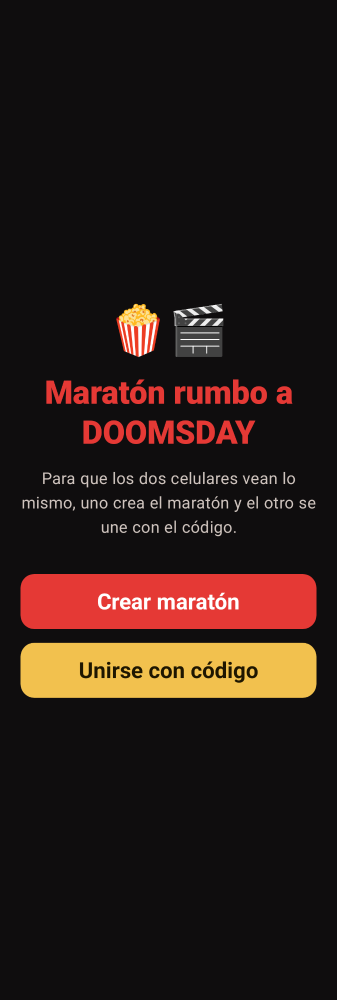 Maratón rumbo a
DOOMSDAY
Para que los dos celulares vean lo
mismo, uno crea el maratón y el otro se
une con el código.
Crear maratón
Unirse con código